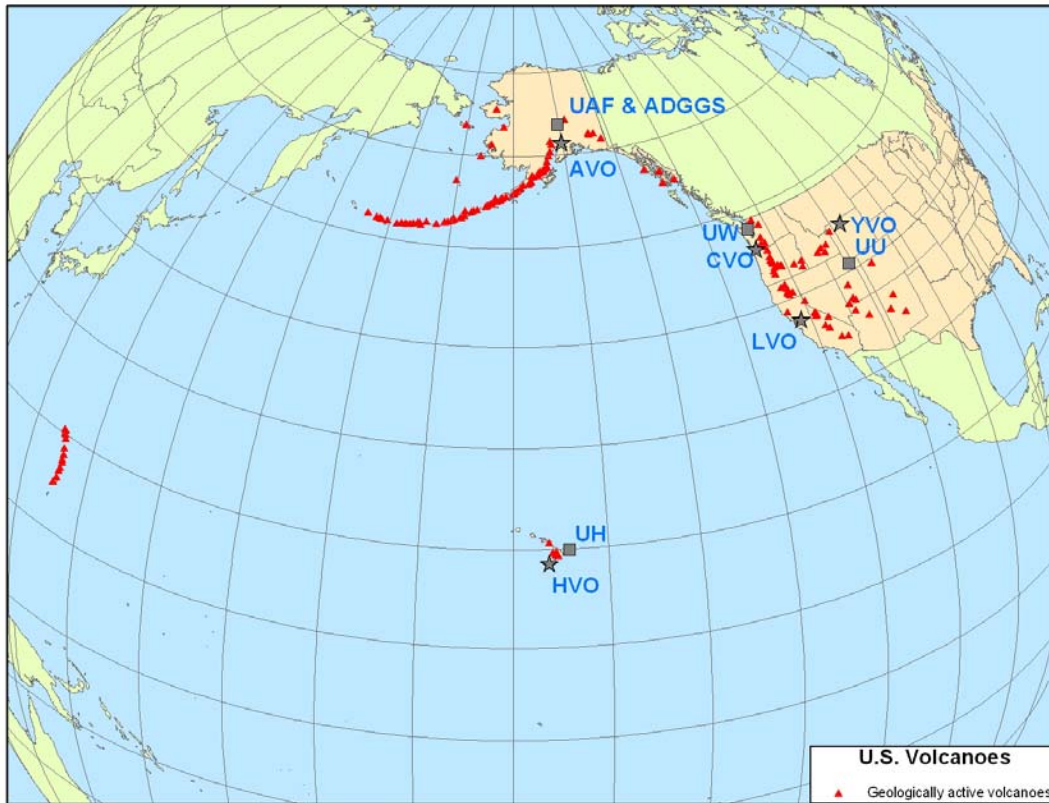 UAF & ADGGS
AVO
UW
YVO
CVO
UU
LVO
UH
HVO
U.S. Volcanoes
Geologically active volcanoes